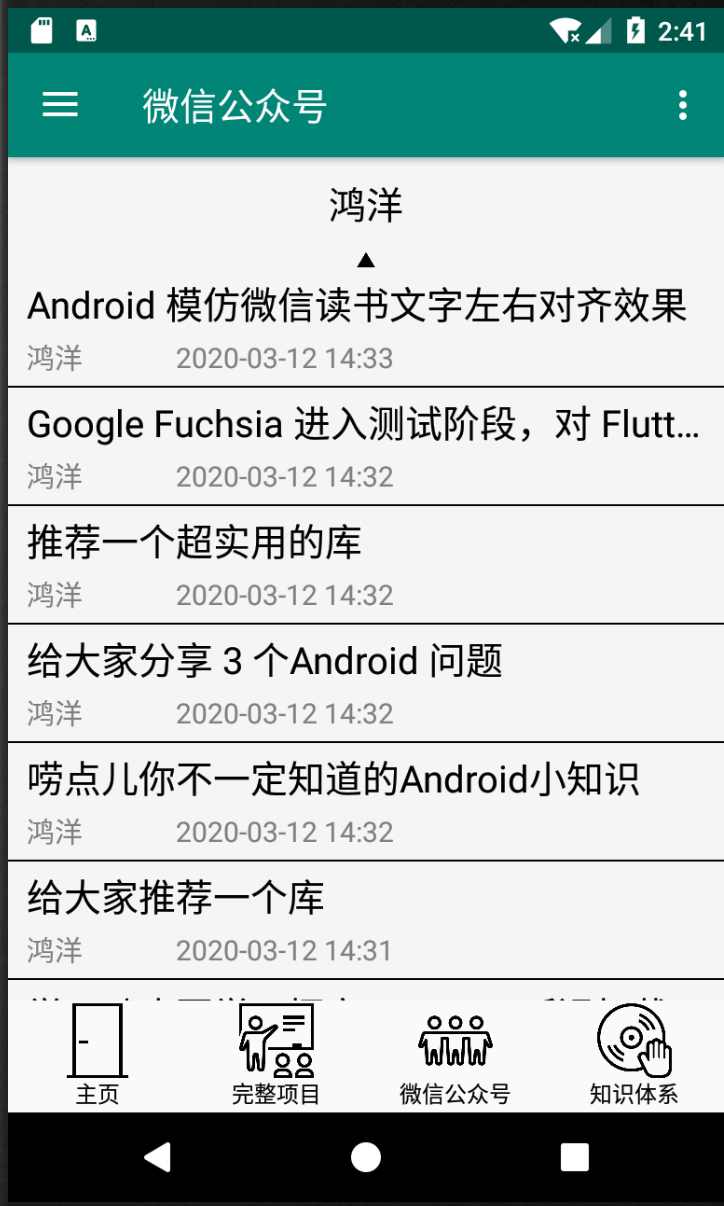 2:41
微信公众号
鸿洋
Android 模仿微信读书文字左右对齐效果
鸿洋 2020-03-12 14:33
Google Fuchsia 进入测试阶段，对 Flutt...
鸿洋 2020-03-12 14:32
推荐一个超实用的库
鸿洋 2020-03-12 14:32
给大家分享 3 个Android 问题
鸿洋 2020-03-12 14:32
唠点儿你不一定知道的Android小知识
鸿洋 2020-03-12 14:32
给大家推荐一个库
鸿洋 2020-03-12 14:31
主页 完整项目 微信公众号 知识体系